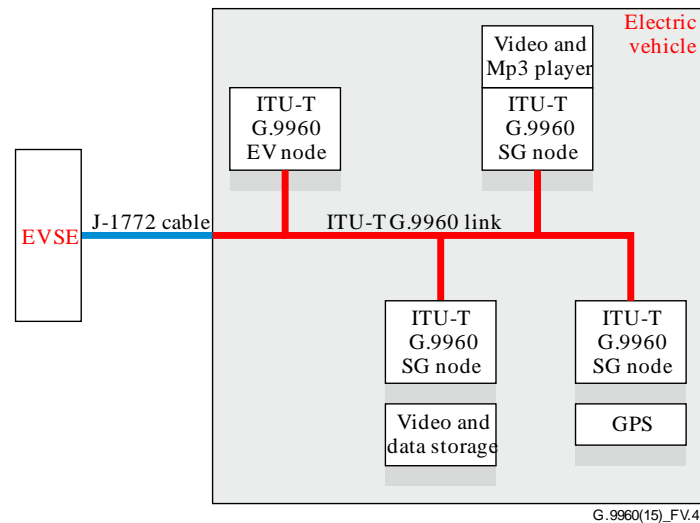 Electric
vehicle
Video and
Mp3 player
ITU-T
G.9960
EV node
ITU-T
G.9960
SG node
J-1772 cable
EVSE
ITU-T G.9960 link
ITU-T
G.9960
SG node
ITU-T
G.9960
SG node
Video and
data storage
GPS
G.9960(15)_FV.4